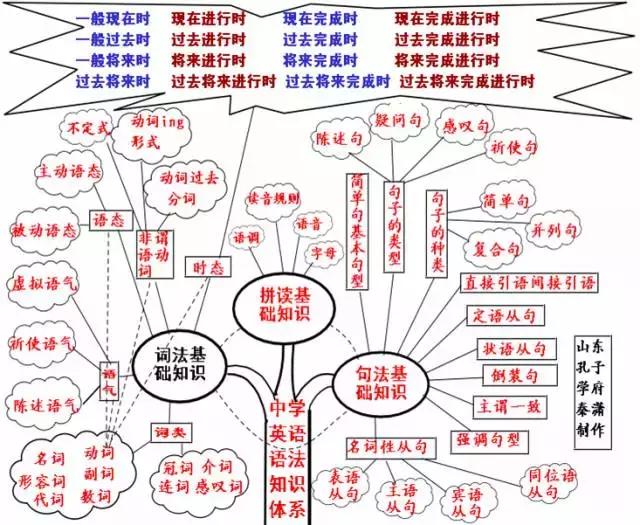 一般现在时 现在进行时 现在完成时 现在完成进行时
一般过去时 过去进行时 过去完成时 过去完成进行时
一般将来时 将来进行时 将来完成时 将来完成进行时
过去将来时 过去将来进行时 过去将来完成时 过去将来完成进行时
不定式
动词ing
形式
主动语态
动词过去
分词
语态
被动语态
非谓
语动
词
时态
虚拟语气
祈使语气
语气
陈述语气
词类
名词 动词
形容词 副词
代词 数词
冠词 介词
连词 感叹词
词法基
础知识
读音规则
语音
语调
字母
拼读基
础知识
疑问句
感叹句
陈述句
祈使句
简单句基本句型
句子的类型
句子的种类
简单句
并列句
复合句
直接引语间接引语
定语从句
状语从句
倒装句
主谓一致
强调句型
句法基
础知识
名词性从句
表语
从句
主语
从句
宾语
从句
同位语
从句
中学
英语
语法
知识
体系
山东
孔子
学府
秦潇
制作